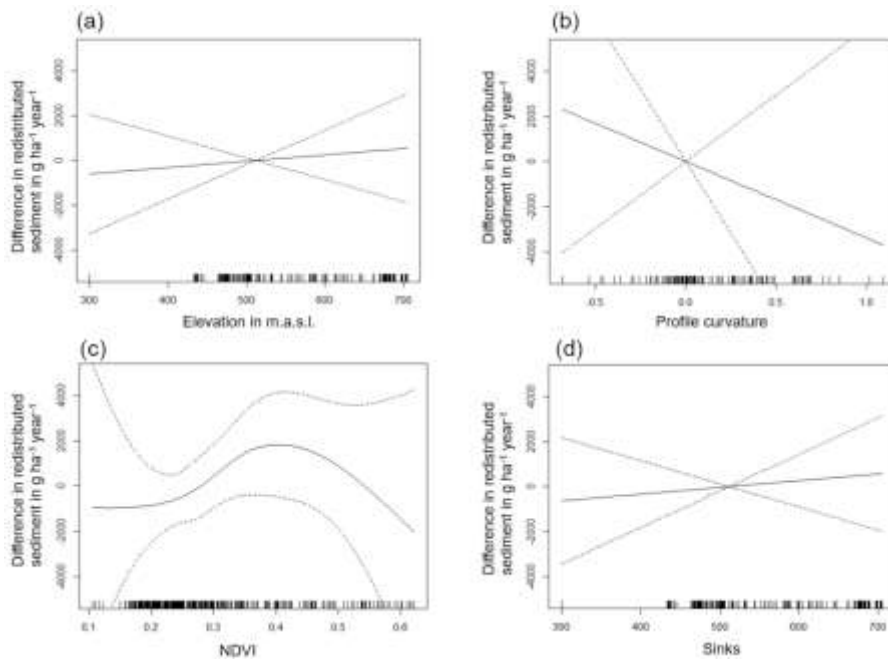 (a)
Difference in redistributed
sediment in g ha⁻¹ year⁻¹
4000
2000
0
-2000
-4000
300
400
500
600
700
Elevation in m.a.s.l.
(b)
Difference in redistributed
sediment in g ha⁻¹ year⁻¹
4000
2000
0
-2000
-4000
-0.5
0.0
0.5
1.0
Profile curvature
(c)
Difference in redistributed
sediment in g ha⁻¹ year⁻¹
4000
2000
0
-2000
-4000
0.1
0.2
0.3
0.4
0.5
0.6
NDVI
(d)
Difference in redistributed
sediment in g ha⁻¹ year⁻¹
4000
2000
0
-2000
-4000
300
400
500
600
700
Sinks